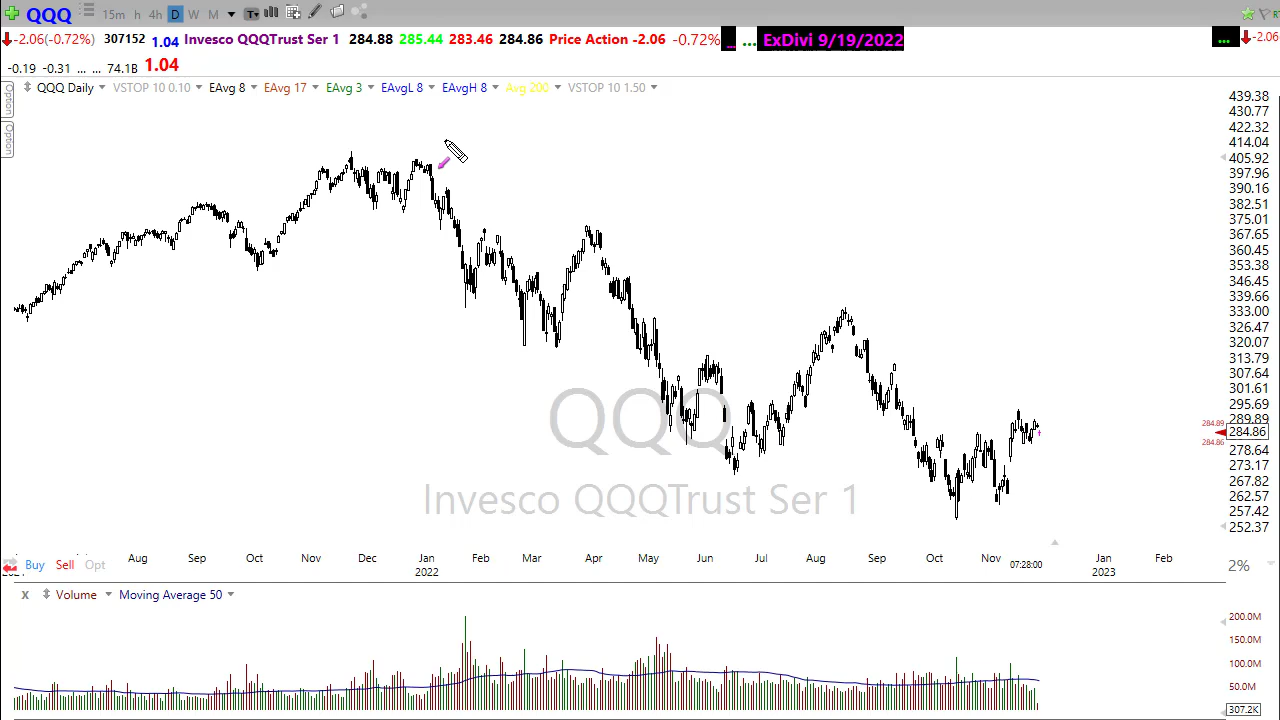 QQQ 15m h 4h D W M T
-2.06(-0.72%) 307152 1.04 Invesco QQQTrust Ser 1 284.88 285.44 283.46 284.86 Price Action -2.06 -0.72% ... ... ExDivi 9/19/2022 ... -2.06
-0.19 -0.31 ... ... 74.1B 1.04
Option
Option
QQQ Daily VSTOP 10 0.10 EAvg 8 EAvg 17 EAvg 3 EAvgL 8 EAvgH 8 Avg 200 VSTOP 10 1.50
439.38
430.77
422.32
414.04
405.92
397.96
390.16
382.51
375.01
367.65
360.45
353.38
346.45
339.66
333.00
326.47
320.07
313.79
307.64
301.61
295.69
289.89
284.89
284.86
284.86
278.64
273.17
267.82
262.57
257.42
252.37
QQQ
Invesco QQQTrust Ser 1
Aug Sep Oct Nov Dec Jan Feb Mar Apr May Jun Jul Aug Sep Oct Nov Jan Feb
2022 07:28:00 2023
Buy Sell Opt 2%
x Volume Moving Average 50
200.0M
150.0M
100.0M
50.0M
307.2K